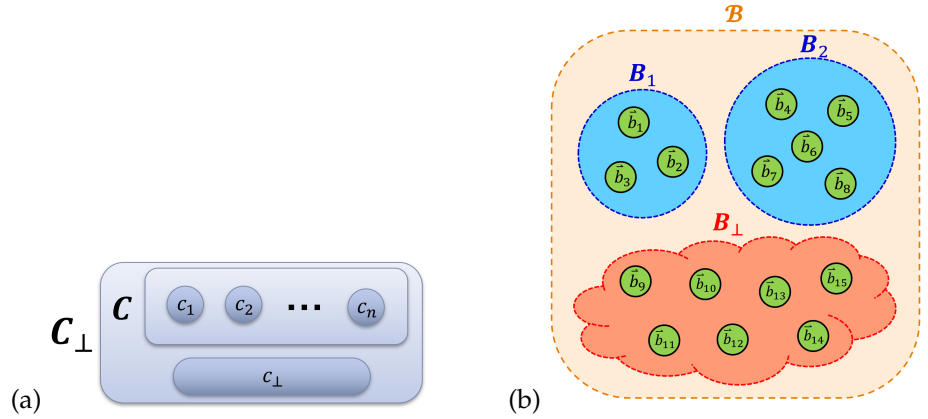 (a)
C⊥
C
c₁ c₂ ⋯ cₙ
c⊥
(b)
ℬ
B₁
b⃗₁
b⃗₂
b⃗₃
B₂
b⃗₄
b⃗₅
b⃗₆
b⃗₇
b⃗₈
B⊥
b⃗₉
b⃗₁₀
b⃗₁₃
b⃗₁₅
b⃗₁₁
b⃗₁₂
b⃗₁₄